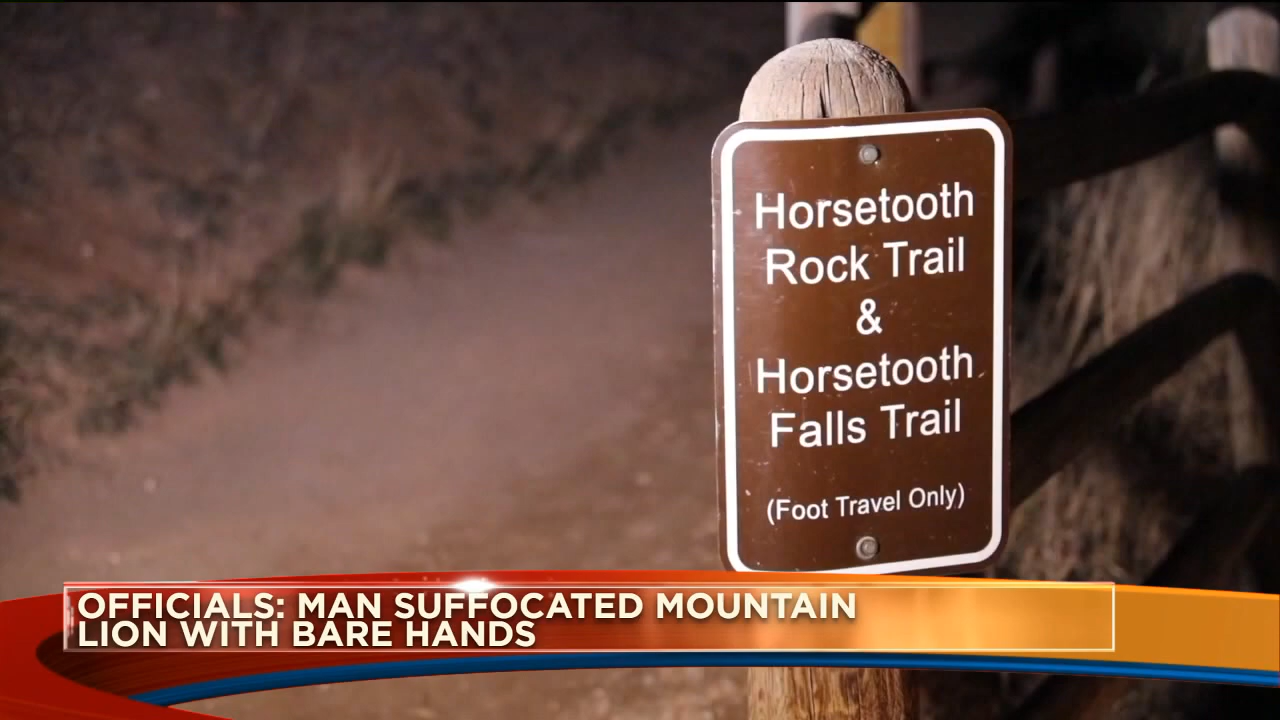 Horsetooth
Rock Trail
&
Horsetooth
Falls Trail
(Foot Travel Only)
OFFICIALS: MAN SUFFOCATED MOUNTAIN
LION WITH BARE HANDS